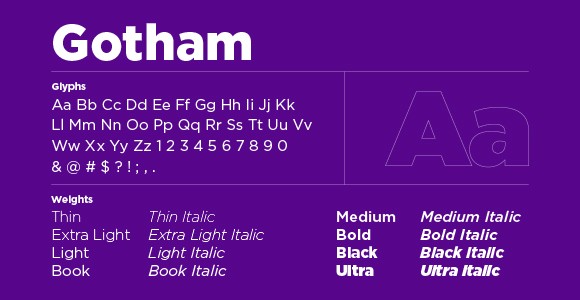 Gotham
Glyphs
Aa Bb Cc Dd Ee Ff Gg Hh Ii Jj Kk
Ll Mm Nn Oo Pp Qq Rr Ss Tt Uu Vv
Ww Xx Yy Zz 1 2 3 4 5 6 7 8 9 0
& @ # $ ? ! ; , .
Aa
Weights
Thin Thin Italic Medium Medium Italic
Extra Light Extra Light Italic Bold Bold Italic
Light Light Italic Black Black Italic
Book Book Italic Ultra Ultra Italic